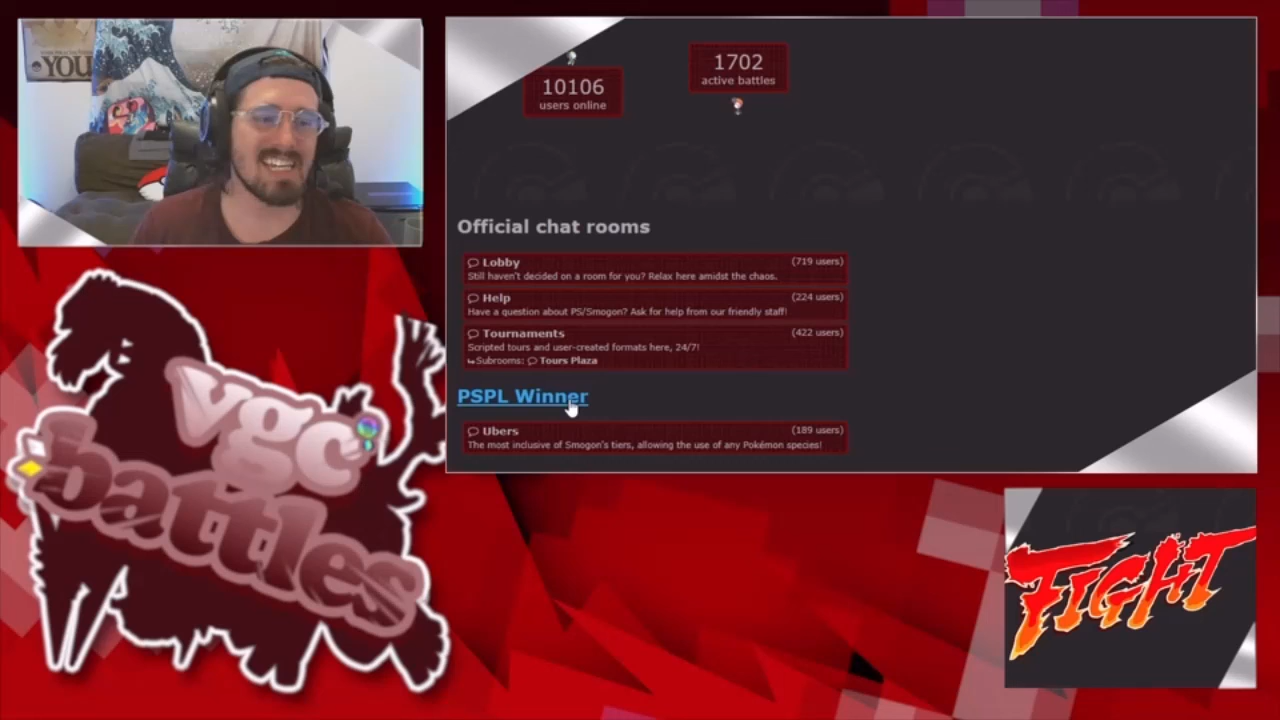 YOU
10106
users online
1702
active battles
Official chat rooms
Lobby
(719 users)
Still haven't decided on a room for you? Relax here amidst the chaos.
Help
(224 users)
Have a question about PS/Smogon? Ask for help from our friendly staff!
Tournaments
(422 users)
Scripted tours and user-created formats here, 24/7!
↳Subrooms: Tours Plaza
PSPL Winner
Ubers
(189 users)
The most inclusive of Smogon's tiers, allowing the use of any Pokémon species!
vgc
battles
FIGHT